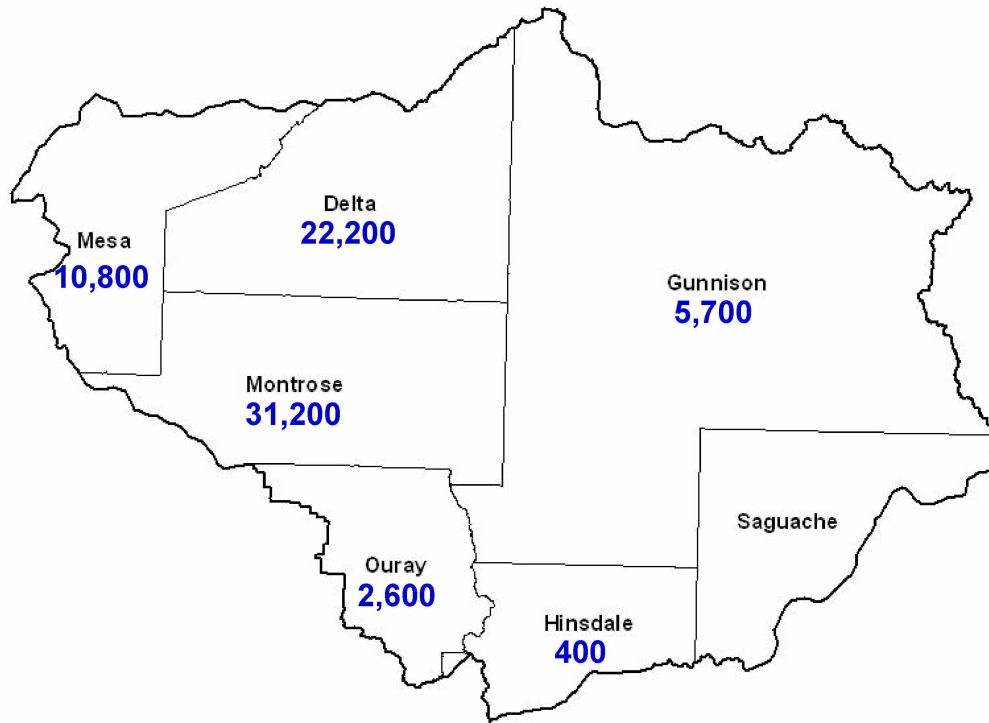 Delta
22,200
Mesa
10,800
Gunnison
5,700
Montrose
31,200
Saguache
Ouray
2,600
Hinsdale
400